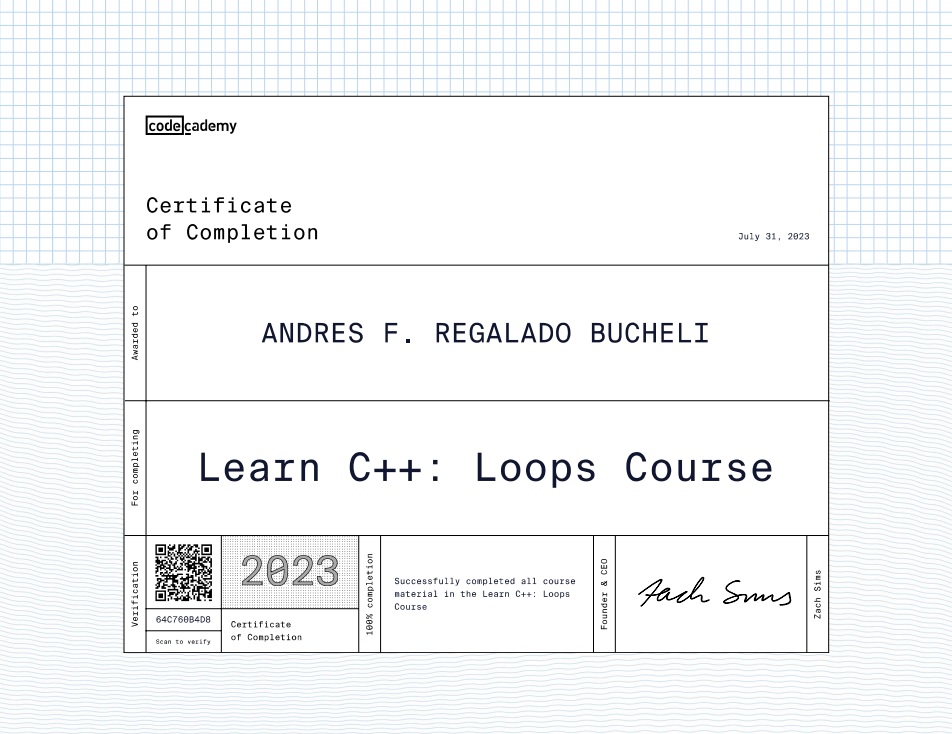 codecademy
Certificate
of Completion
July 31, 2023
Awarded to
ANDRES F. REGALADO BUCHELI
For completing
Learn C++: Loops Course
Verification
64C760B4D8
Scan to verify
2023
Certificate
of Completion
100% completion
Successfully completed all course
material in the Learn C++: Loops
Course
Founder & CEO
Zach Sims
Zach Sims